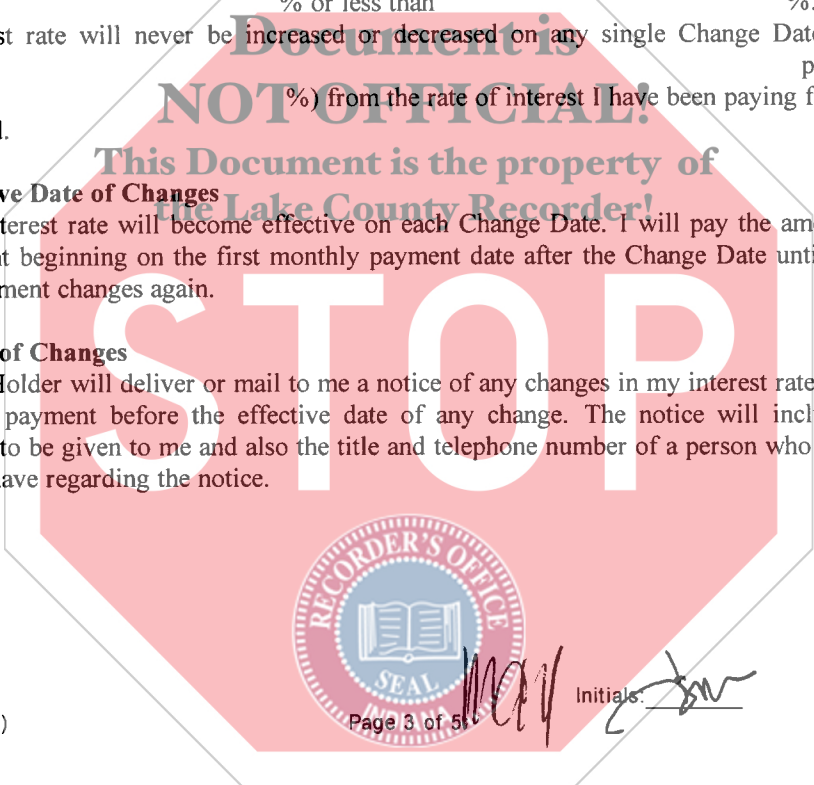 % or less than %.
st rate will never be increased or decreased on any single Change Date
p
%) from the rate of interest I have been paying f
d.
ve Date of Changes
terest rate will become effective on each Change Date. I will pay the am
t beginning on the first monthly payment date after the Change Date unti
ment changes again.
of Changes
Holder will deliver or mail to me a notice of any changes in my interest rate
payment before the effective date of any change. The notice will incl
to be given to me and also the title and telephone number of a person who
ave regarding the notice.
Document is
NOT OFFICIAL!
This Document is the property of
the Lake County Recorder!
STOP
RECORDER'S OFFICE
SEAL
INDIANA
Initials:
)
Page 3 of 5